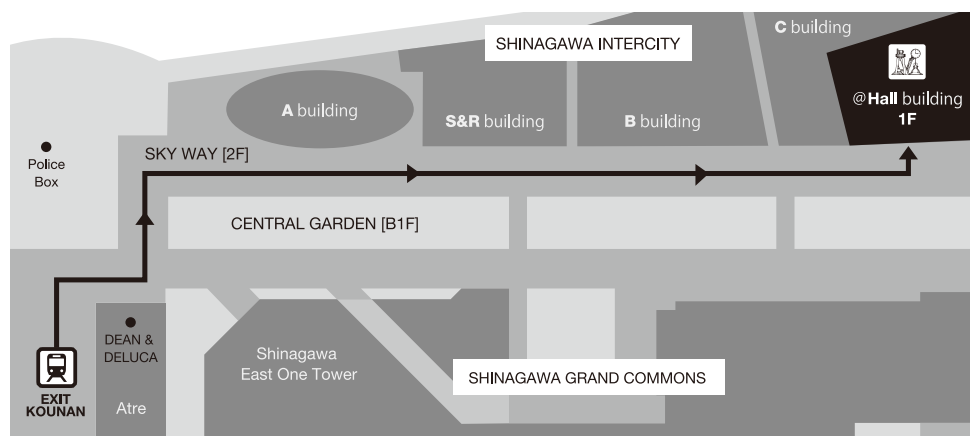 C building
SHINAGAWA INTERCITY
@Hall building
1F
A building
S&R building
B building
Police
Box
SKY WAY [2F]
CENTRAL GARDEN [B1F]
DEAN &
DELUCA
Shinagawa
East One Tower
SHINAGAWA GRAND COMMONS
EXIT
KOUNAN
Atre